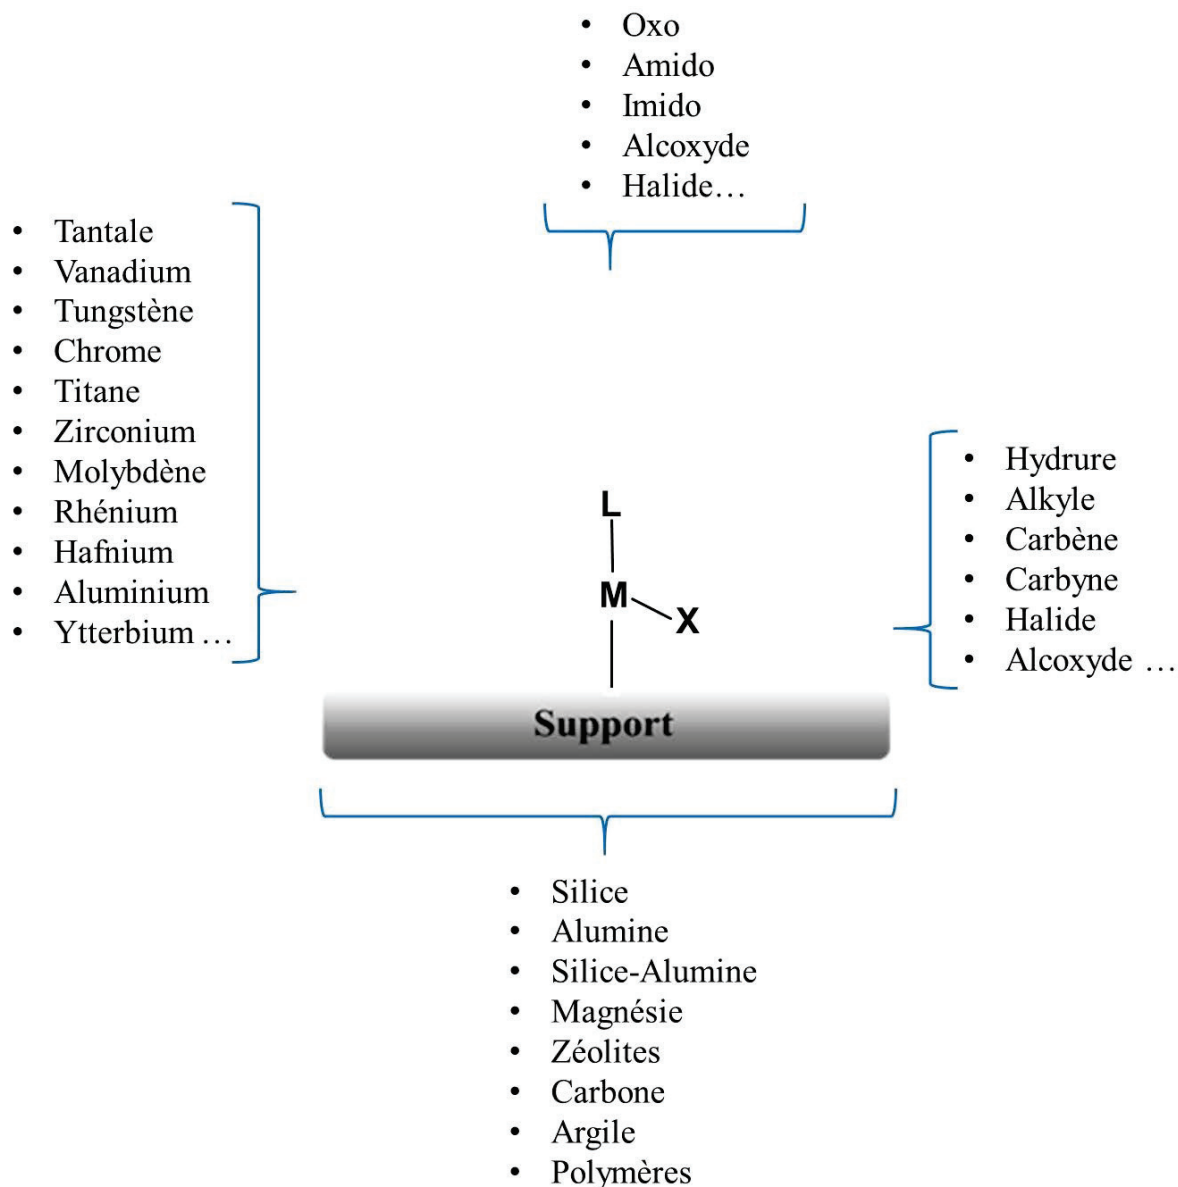 • Oxo
• Amido
• Imido
• Alcoxyde
• Halide…
• Tantale
• Vanadium
• Tungstène
• Chrome
• Titane
• Zirconium
• Molybdène
• Rhénium
• Hafnium
• Aluminium
• Ytterbium …
• Hydrure
• Alkyle
• Carbène
• Carbyne
• Halide
• Alcoxyde …
L
M
X
Support
• Silice
• Alumine
• Silice-Alumine
• Magnésie
• Zéolites
• Carbone
• Argile
• Polymères